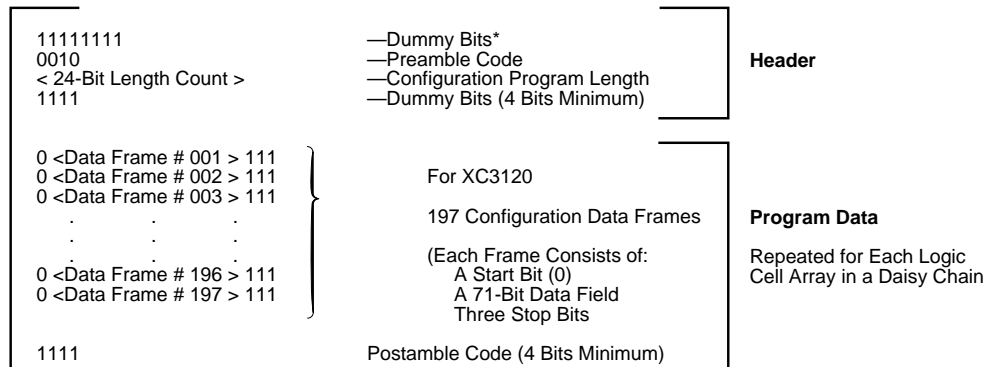 11111111 —Dummy Bits*
0010 —Preamble Code
< 24-Bit Length Count > —Configuration Program Length
1111 —Dummy Bits (4 Bits Minimum)
Header
0 <Data Frame # 001 > 111
0 <Data Frame # 002 > 111
0 <Data Frame # 003 > 111
. . .
. . .
. . .
0 <Data Frame # 196 > 111
0 <Data Frame # 197 > 111
For XC3120
197 Configuration Data Frames
(Each Frame Consists of:
A Start Bit (0)
A 71-Bit Data Field
Three Stop Bits
Program Data
Repeated for Each Logic
Cell Array in a Daisy Chain
1111 Postamble Code (4 Bits Minimum)